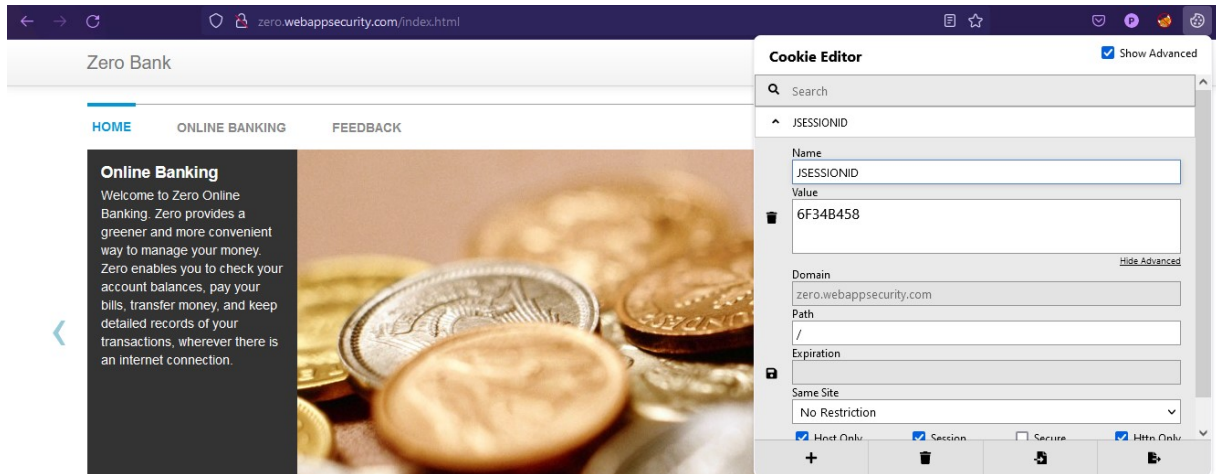 zero.webappsecurity.com/index.html
P
Zero Bank
HOME
ONLINE BANKING
FEEDBACK
Online Banking
Welcome to Zero Online
Banking. Zero provides a
greener and more convenient
way to manage your money.
Zero enables you to check your
account balances, pay your
bills, transfer money, and keep
detailed records of your
transactions, wherever there is
an internet connection.
Cookie Editor
Show Advanced
Search
JSESSIONID
Name
JSESSIONID
Value
6F34B458
Hide Advanced
Domain
zero.webappsecurity.com
Path
/
Expiration
Same Site
No Restriction
Host Only
Session
Secure
Http Only